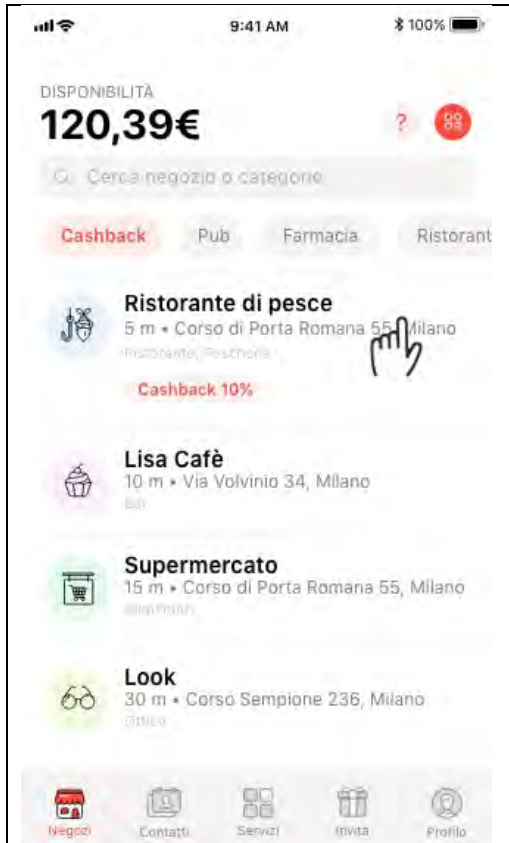 9:41 AM 100%
DISPONIBILITÀ
120,39€
?
Cerca negozio o categorie
Cashback Pub Farmacia Ristorant
Ristorante di pesce
5 m • Corso di Porta Romana 55, Milano
Ristorante, Pescheria
Cashback 10%
Lisa Cafè
10 m • Via Volvinio 34, Milano
Bar
Supermercato
15 m • Corso di Porta Romana 55, Milano
Alimentari
Look
30 m • Corso Sempione 236, Milano
Ottica
Negozi Contatti Servizi Invita Profilo